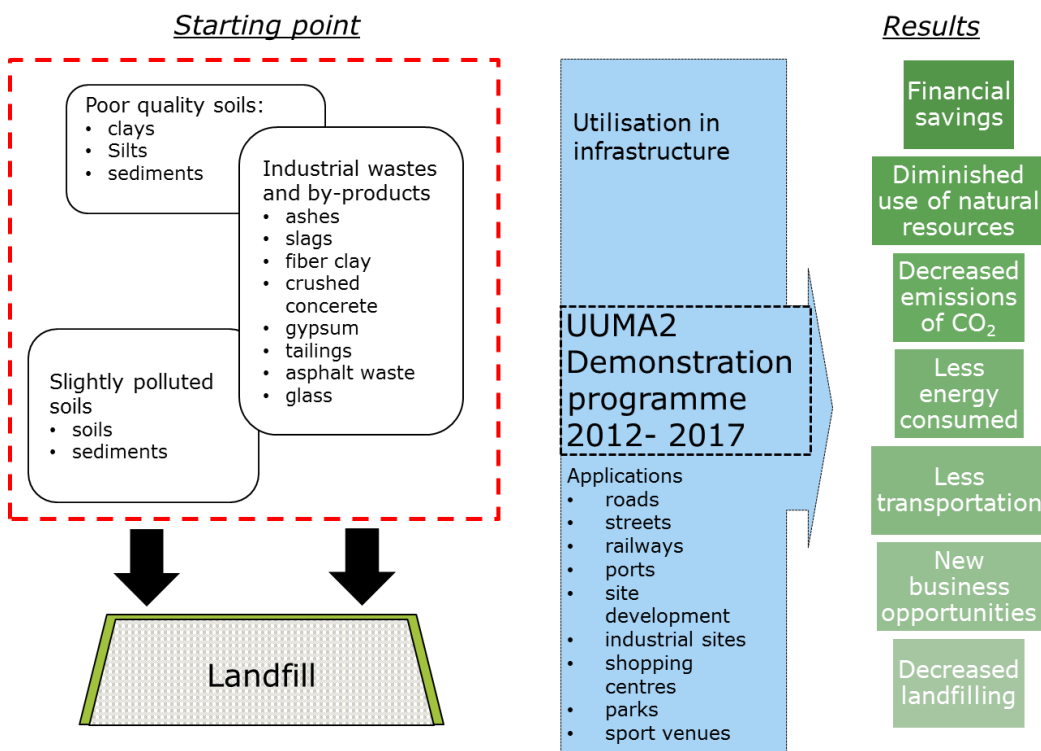 Starting point
Poor quality soils:
• clays
• Silts
• sediments
Industrial wastes
and by-products
• ashes
• slags
• fiber clay
• crushed
concerete
• gypsum
• tailings
• asphalt waste
• glass
Slightly polluted
soils
• soils
• sediments
Landfill
Utilisation in
infrastructure
UUMA2
Demonstration
programme
2012- 2017
Applications
• roads
• streets
• railways
• ports
• site
development
• industrial sites
• shopping
centres
• parks
• sport venues
Results
Financial
savings
Diminished
use of natural
resources
Decreased
emissions
of CO₂
Less
energy
consumed
Less
transportation
New
business
opportunities
Decreased
landfilling